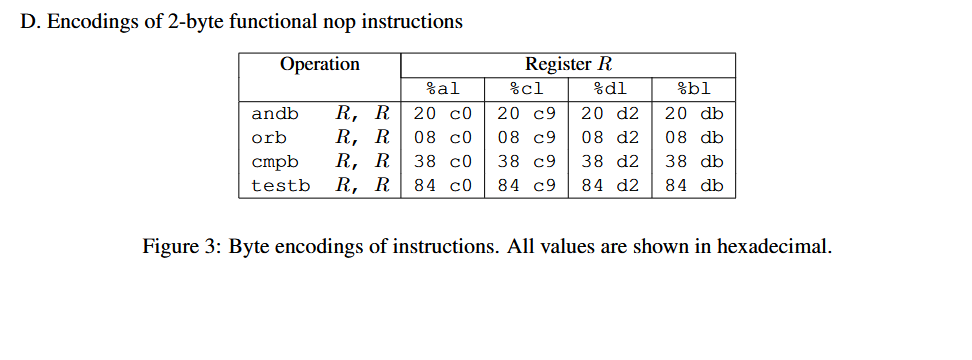 D. Encodings of 2-byte functional nop instructions
Operation Register R
%al %cl %dl %bl
andb R, R 20 c0 20 c9 20 d2 20 db
orb R, R 08 c0 08 c9 08 d2 08 db
cmpb R, R 38 c0 38 c9 38 d2 38 db
testb R, R 84 c0 84 c9 84 d2 84 db
Figure 3: Byte encodings of instructions. All values are shown in hexadecimal.